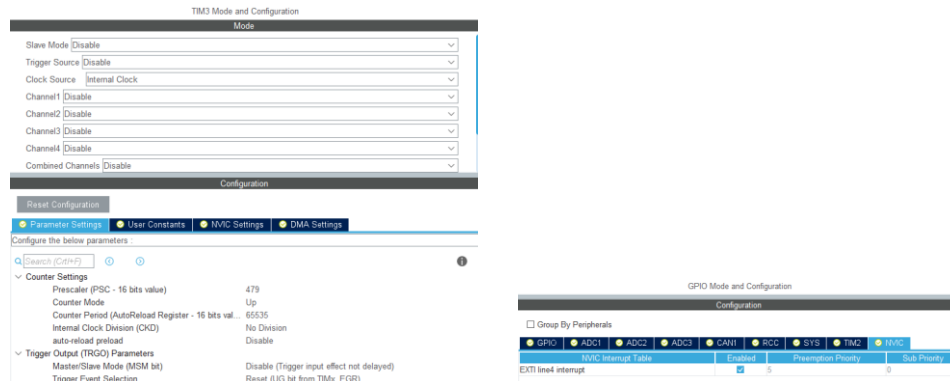 TIM3 Mode and Configuration
Mode
Slave Mode Disable
Trigger Source Disable
Clock Source Internal Clock
Channel1 Disable
Channel2 Disable
Channel3 Disable
Channel4 Disable
Combined Channels Disable
Configuration
Reset Configuration
Parameter Settings User Constants NVIC Settings DMA Settings
Configure the below parameters :
Search (Crtl+F)
Counter Settings
Prescaler (PSC - 16 bits value) 479
Counter Mode Up
Counter Period (AutoReload Register - 16 bits val... 65535
Internal Clock Division (CKD) No Division
auto-reload preload Disable
Trigger Output (TRGO) Parameters
Master/Slave Mode (MSM bit) Disable (Trigger input effect not delayed)
Trigger Event Selection Reset (UG bit from TIMx_EGR)
GPIO Mode and Configuration
Configuration
Group By Peripherals
GPIO ADC1 ADC2 ADC3 CAN1 RCC SYS TIM2 NVIC
NVIC Interrupt Table Enabled Preemption Priority Sub Priority
EXTI line4 interrupt 5 0